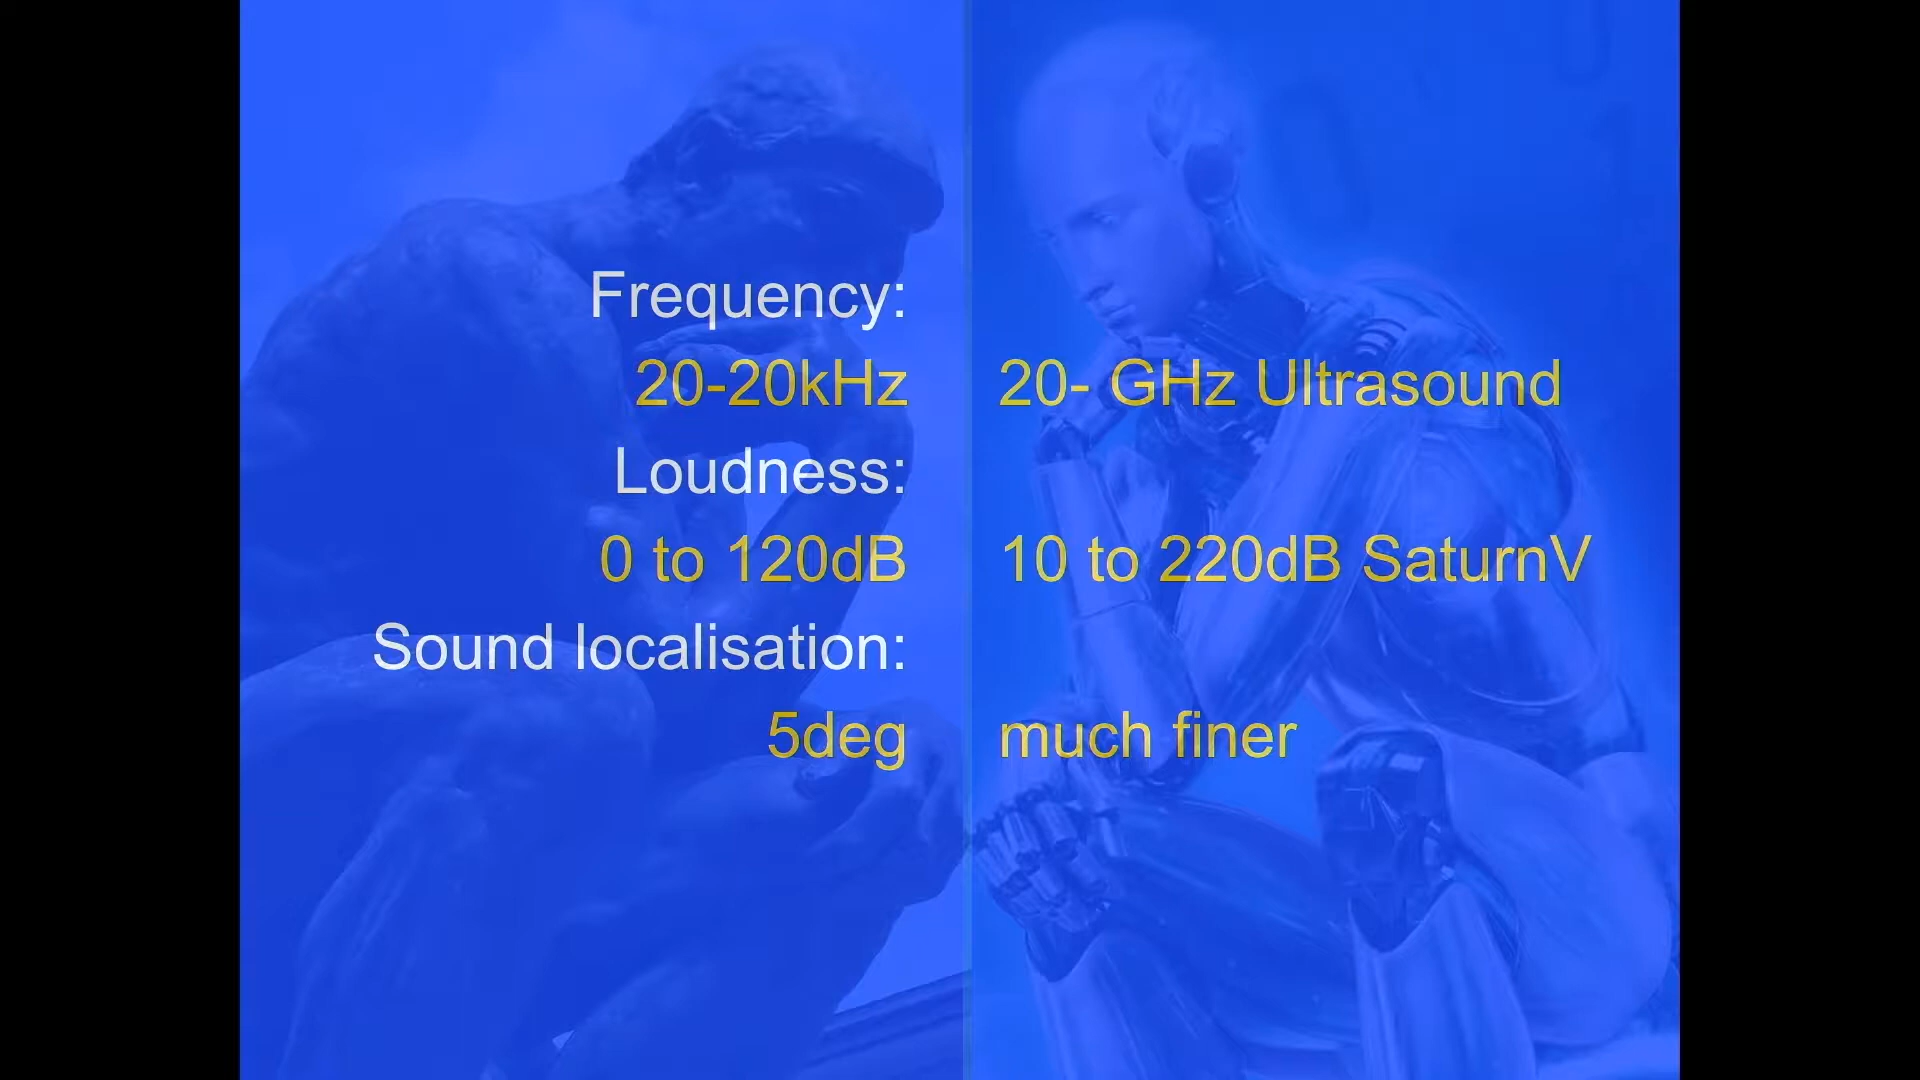 Frequency:
20-20kHz 20- GHz Ultrasound
Loudness:
0 to 120dB 10 to 220dB SaturnV
Sound localisation:
5deg much finer